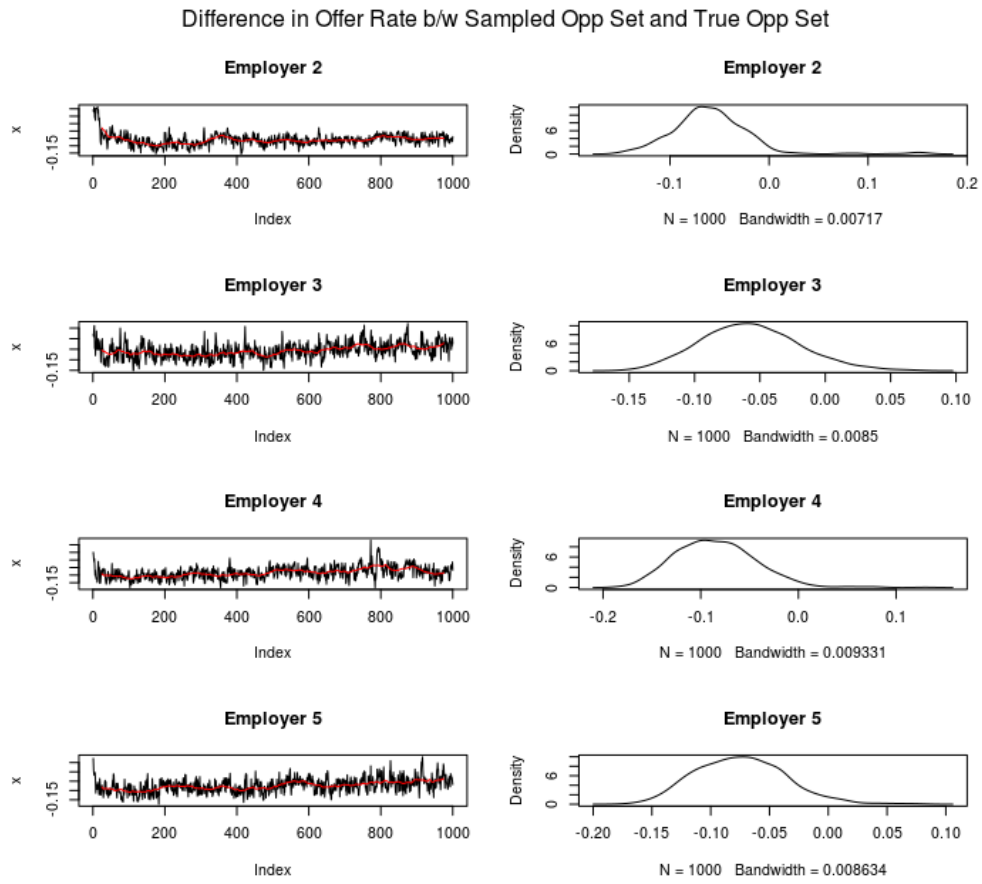 Difference in Offer Rate b/w Sampled Opp Set and True Opp Set
Employer 2
x
-0.15
0 200 400 600 800 1000
Index
Employer 2
Density
0 6
-0.1 0.0 0.1 0.2
N = 1000 Bandwidth = 0.00717
Employer 3
x
-0.15
0 200 400 600 800 1000
Index
Employer 3
Density
0 6
-0.15 -0.10 -0.05 0.00 0.05 0.10
N = 1000 Bandwidth = 0.0085
Employer 4
x
-0.15
0 200 400 600 800 1000
Index
Employer 4
Density
0 6
-0.2 -0.1 0.0 0.1
N = 1000 Bandwidth = 0.009331
Employer 5
x
-0.15
0 200 400 600 800 1000
Index
Employer 5
Density
0 6
-0.20 -0.15 -0.10 -0.05 0.00 0.05 0.10
N = 1000 Bandwidth = 0.008634